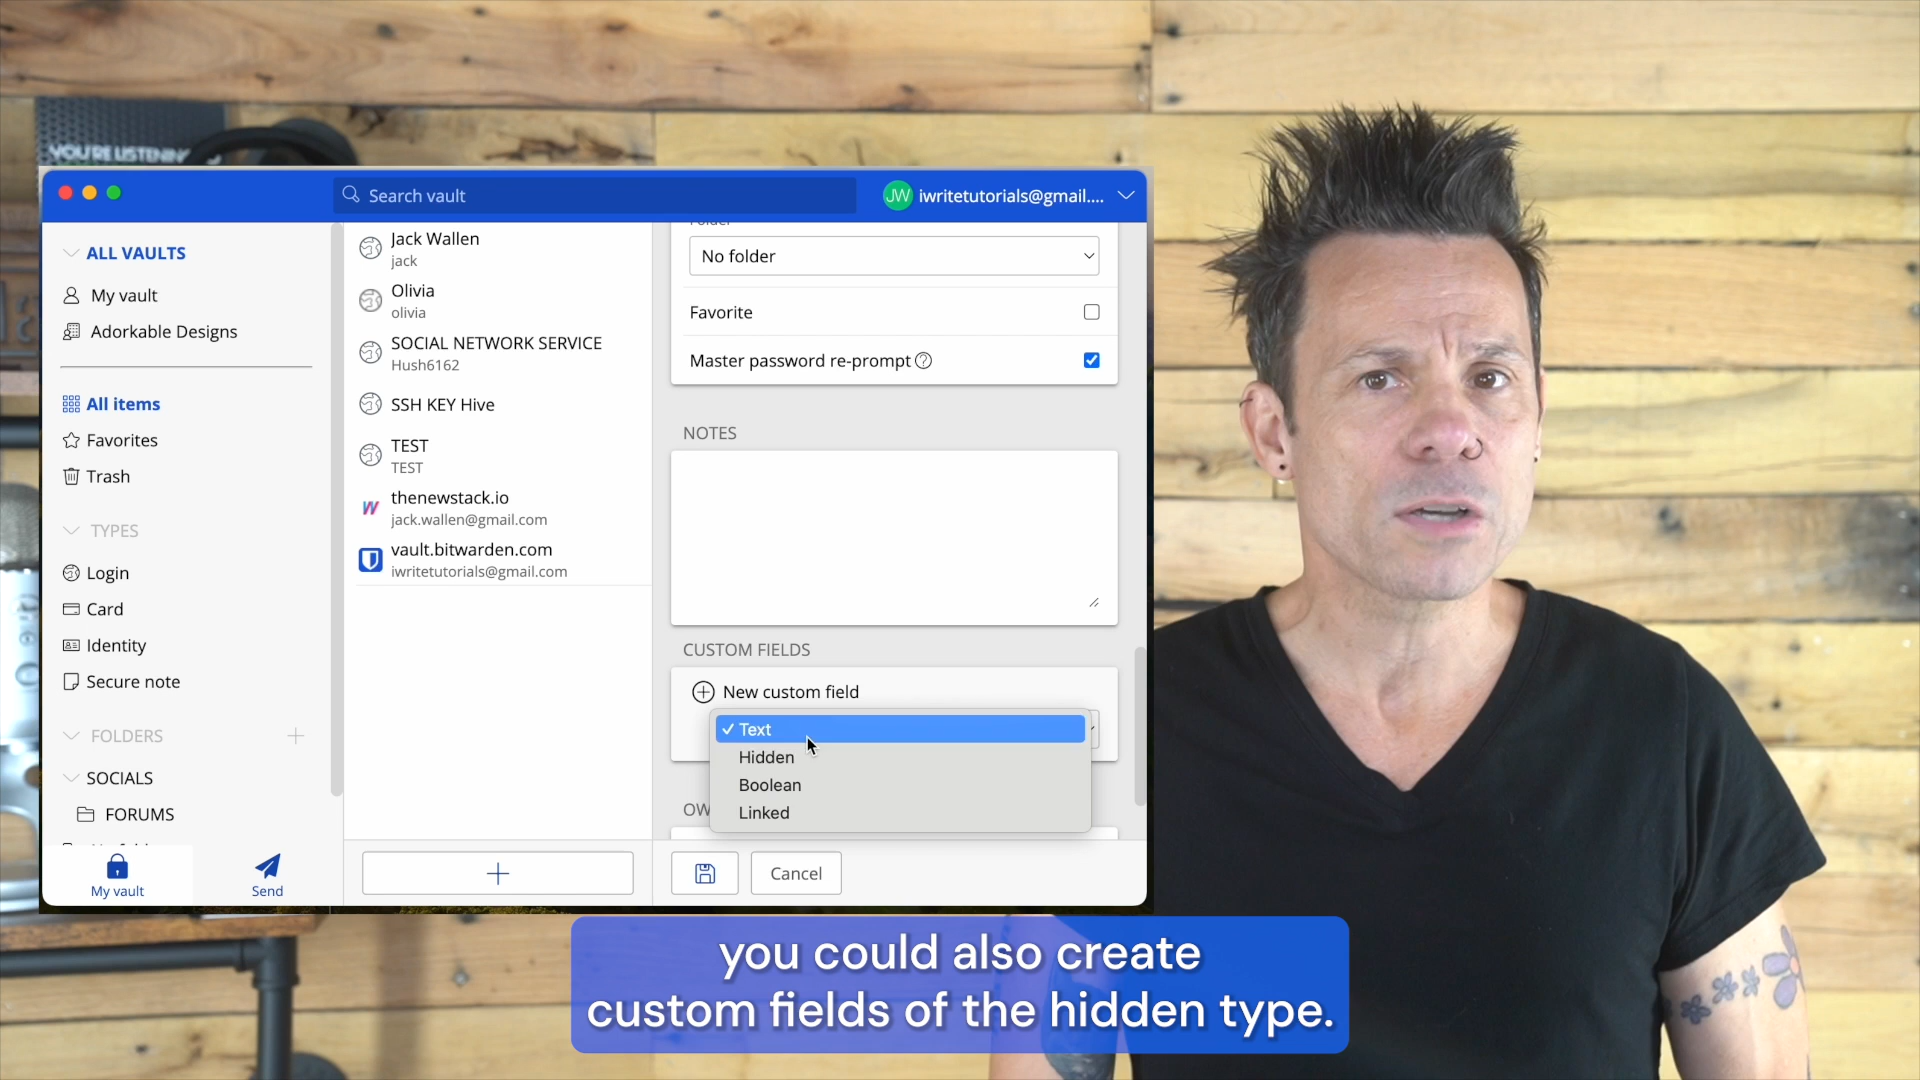 YOU'RE LISTENING
Search vault
JW iwritetutorials@gmail....
ALL VAULTS
My vault
Adorkable Designs
All items
Favorites
Trash
TYPES
Login
Card
Identity
Secure note
FOLDERS
SOCIALS
FORUMS
My vault
Send
Jack Wallen
jack
Olivia
olivia
SOCIAL NETWORK SERVICE
Hush6162
SSH KEY Hive
TEST
TEST
thenewstack.io
jack.wallen@gmail.com
vault.bitwarden.com
iwritetutorials@gmail.com
Folder
No folder
Favorite
Master password re-prompt
NOTES
CUSTOM FIELDS
New custom field
Text
Hidden
Boolean
Linked
OW
Cancel
you could also create
custom fields of the hidden type.